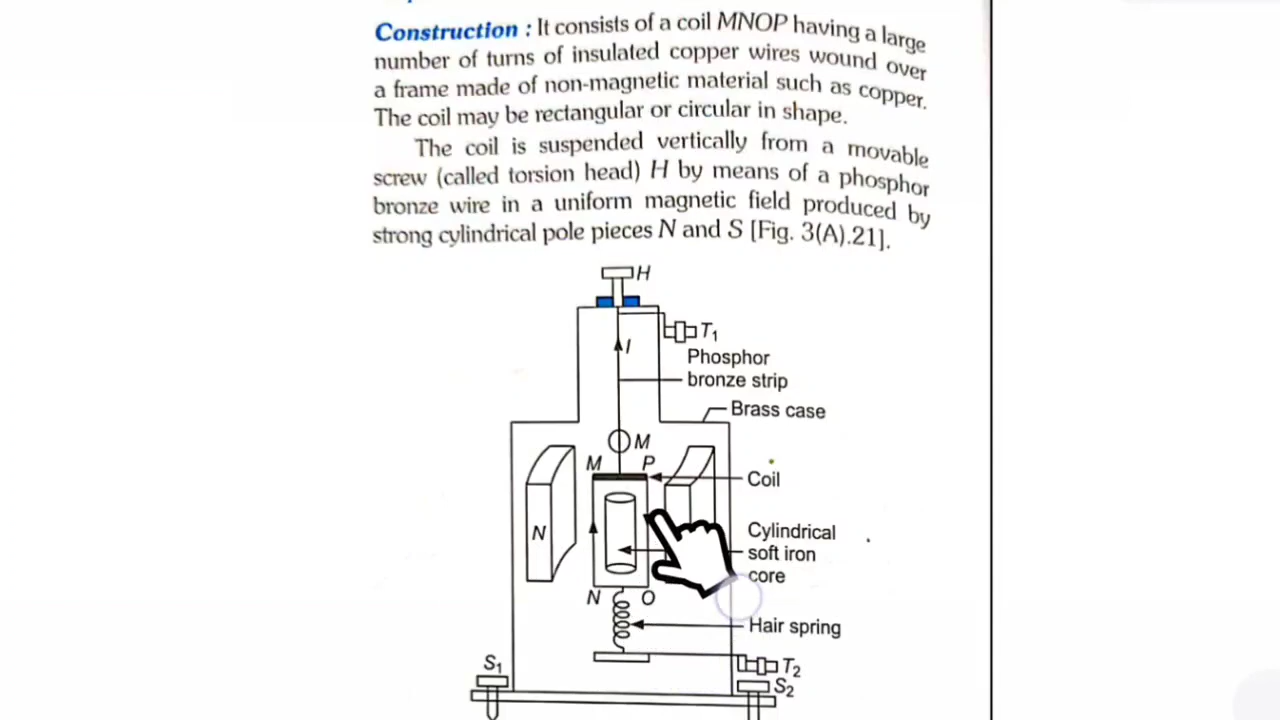 Construction : It consists of a coil MNOP having a large
number of turns of insulated copper wires wound over
a frame made of non-magnetic material such as copper.
The coil may be rectangular or circular in shape.
The coil is suspended vertically from a movable
screw (called torsion head) H by means of a phosphor
bronze wire in a uniform magnetic field produced by
strong cylindrical pole pieces N and S [Fig. 3(A).21].
H
T1
I
Phosphor
bronze strip
Brass case
M
M P
Coil
N
Cylindrical
soft iron
core
N O
Hair spring
S1
T2
S2